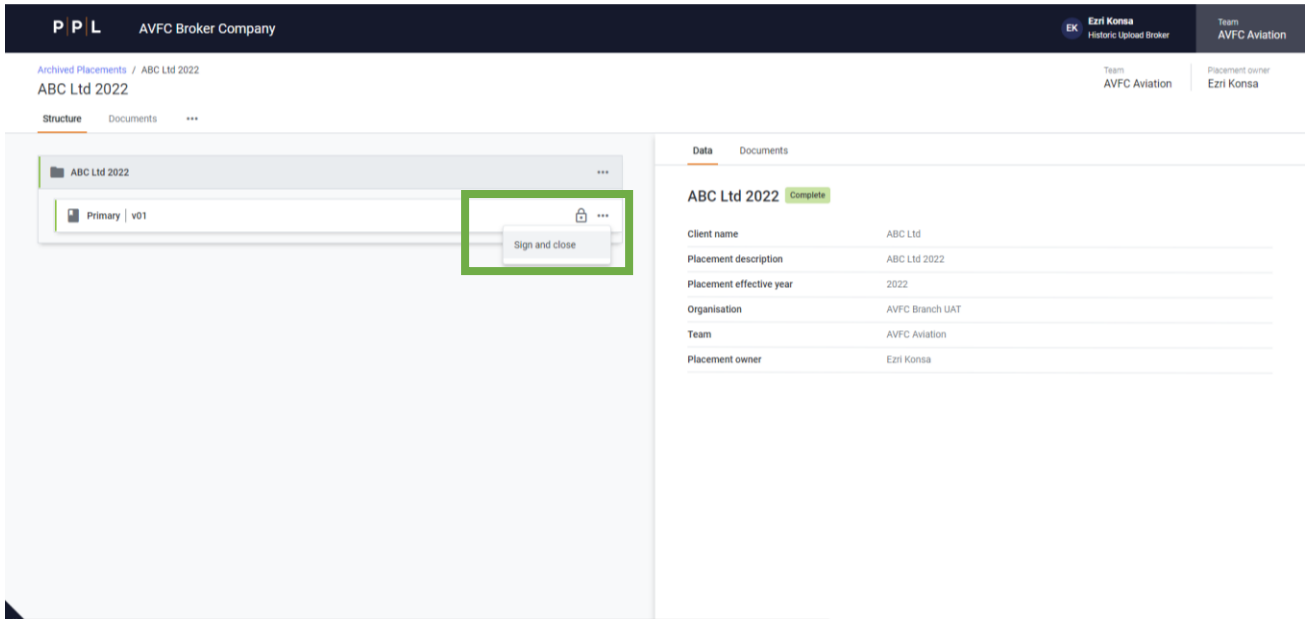 P|P|L
AVFC Broker Company
EK
Ezri Konsa
Historic Upload Broker
Team
AVFC Aviation
Archived Placements / ABC Ltd 2022
ABC Ltd 2022
Team
AVFC Aviation
Placement owner
Ezri Konsa
Structure Documents •••
ABC Ltd 2022 •••
Primary | v01 •••
Sign and close
Data Documents
ABC Ltd 2022 Complete
Client name ABC Ltd
Placement description ABC Ltd 2022
Placement effective year 2022
Organisation AVFC Branch UAT
Team AVFC Aviation
Placement owner Ezri Konsa